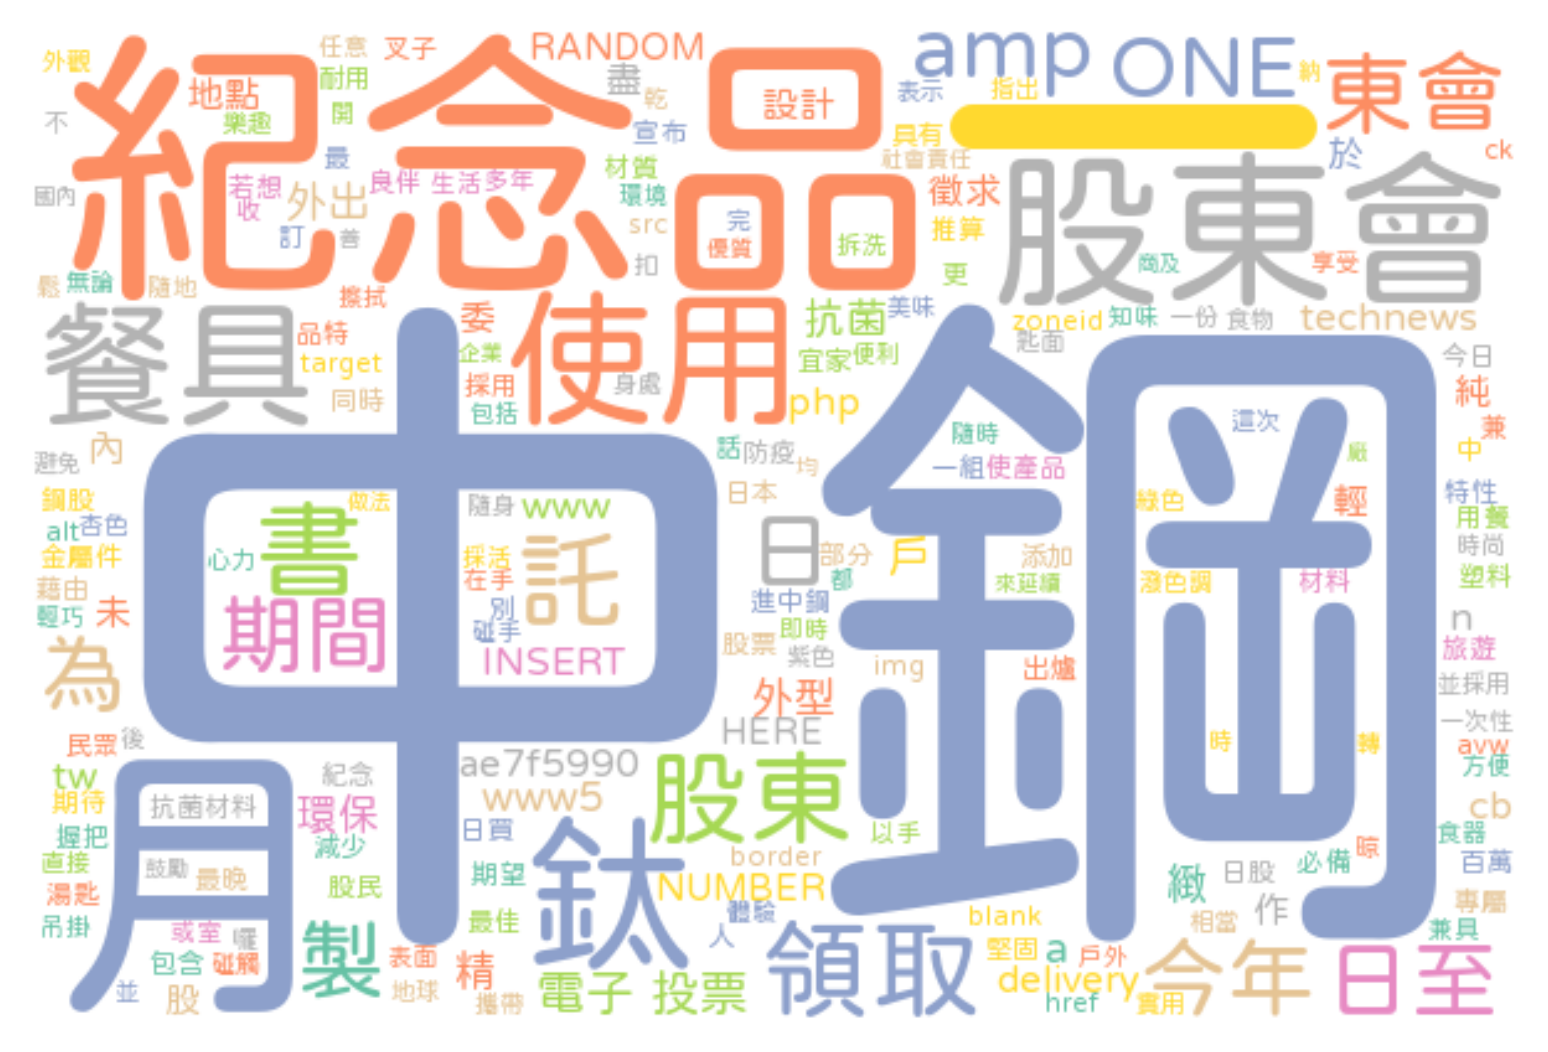 紀念品
中鋼
股東會
餐具
使用
月
amp
ONE
一
東會
外觀
任意
叉子
RANDOM
盡
乾
表示
指出
納
地點
耐用
設計
樂趣
開
不
最
宣布
具有
於
ck
社會責任
材質
國內
若想
收
外出
良伴
生活多年
環境
徵求
src
完
推算
訂
善
優質
拆洗
扣
更
尚及
享受
鬆
無論
隨地
擦拭
品特
委
抗菌
美味
zoneid
知味
一份
食物
technews
匙面
target
企業
宜家
便利
今日
同時
採用
身處
php
純
包括
隨時
這次
兼
內
避免
話
防疫
均
一組
使產品
廠
中
鋼股
做法
隨身
www
日本
綠色
輕
特性
用餐
alt
杏色
書
日
時尚
金屬件
心力
採活
託
部分
戶
添加
在手
都
來延續
潑色調
材料
塑料
藉由
輕巧
未
期間
別
進中鋼
碰手
即時
n
為
INSERT
股票
紫色
img
出爐
旅遊
外型
並採用
HERE
一次性
民眾
後
時
轉
avw
tw
紀念
ae7f5990
股東
方便
期待
抗菌材料
環保
www5
cb
握把
減少
日買
以手
食器
直接
鼓勵
最晚
鈦
border
緻
日股
必備
晾
百萬
湯匙
股民
期望
NUMBER
吊掛
製
最佳
體驗
人
領取
blank
作
專屬
或室
囉
相當
兼具
包含
碰觸
表面
精
堅固
a
戶外
今年
日至
並
股
地球
攜帶
電子
投票
delivery
href
實用